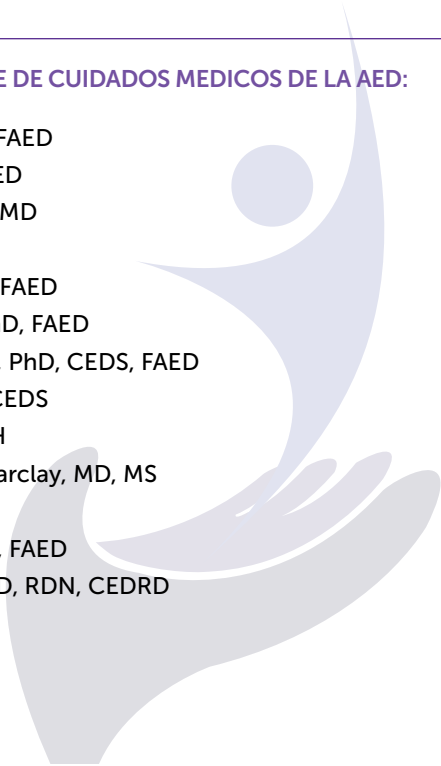 E DE CUIDADOS MEDICOS DE LA AED:
FAED
ED
MD
FAED
D, FAED
, PhD, CEDS, FAED
CEDS
H
arclay, MD, MS
, FAED
D, RDN, CEDRD